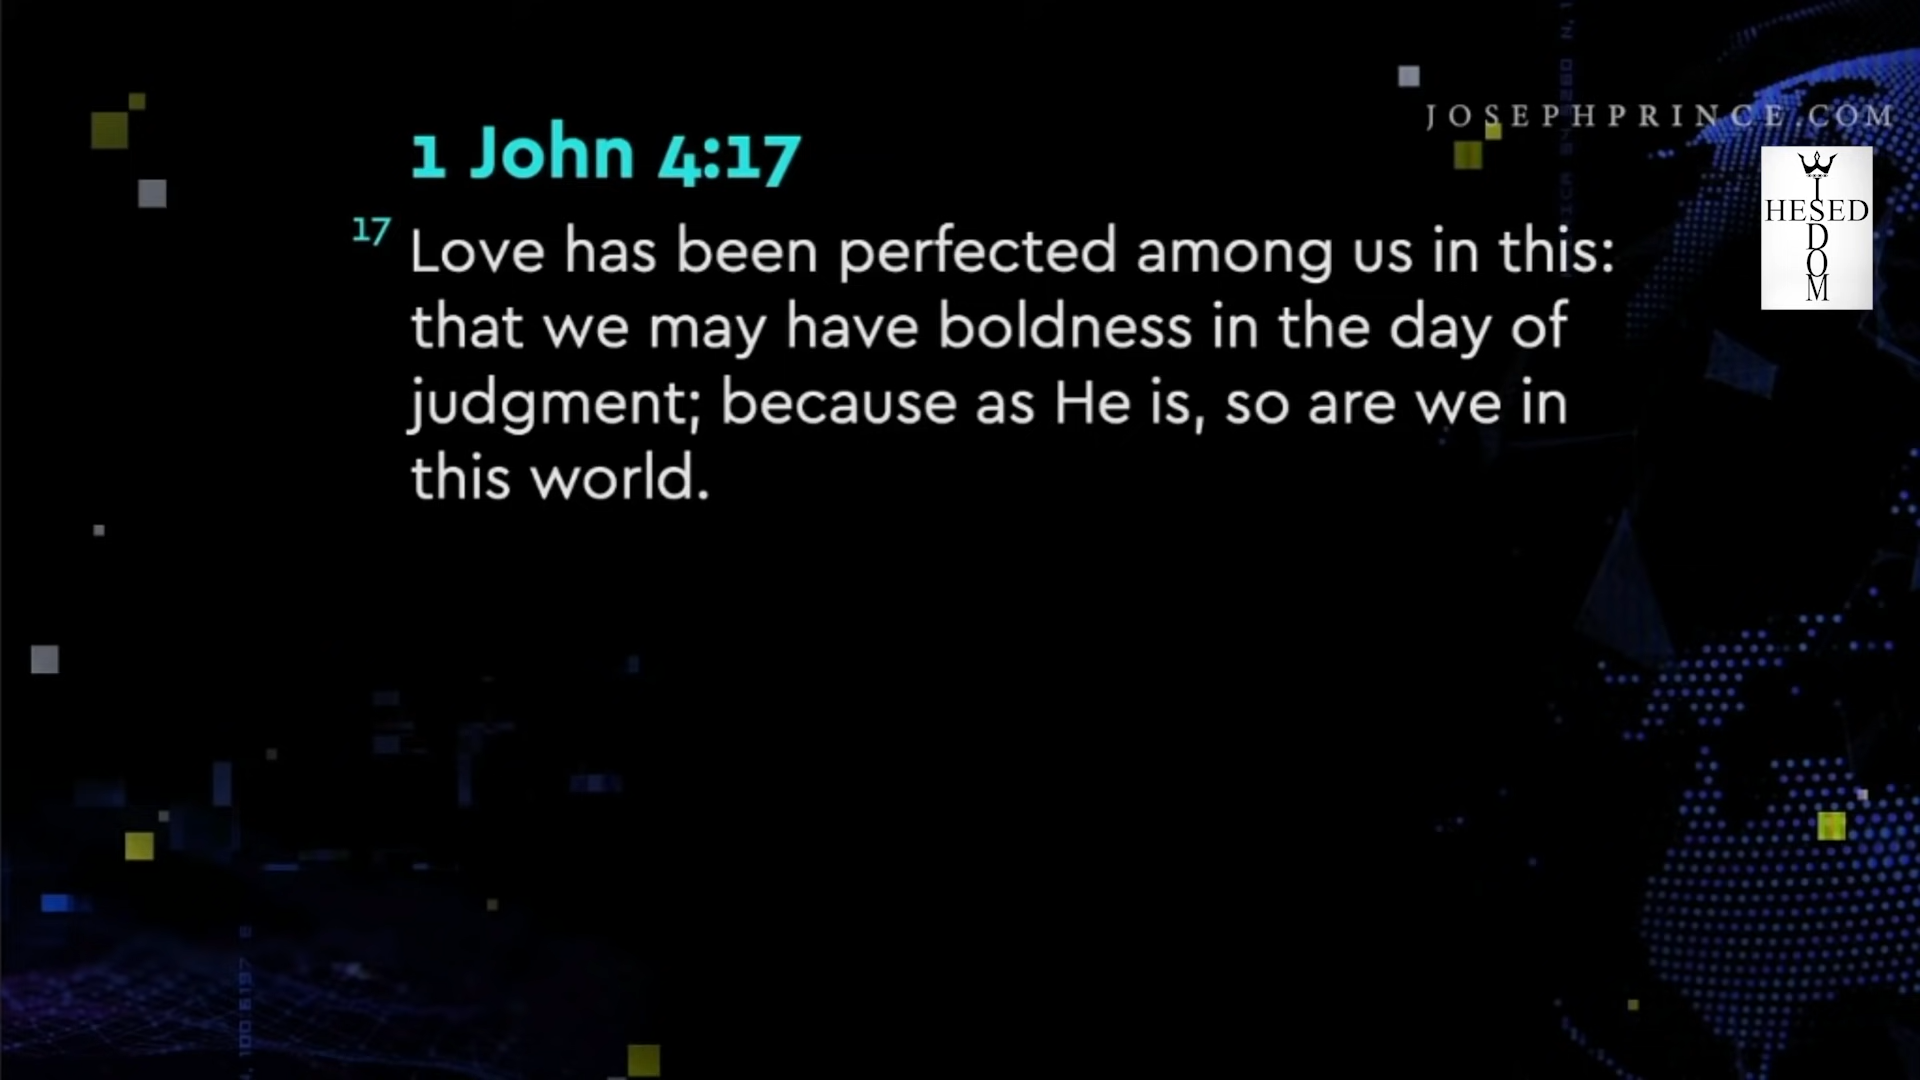 JOSEPHPRINCE.COM
1 John 4:17
17 Love has been perfected among us in this:
that we may have boldness in the day of
judgment; because as He is, so are we in
this world.
HESED
WISDOM